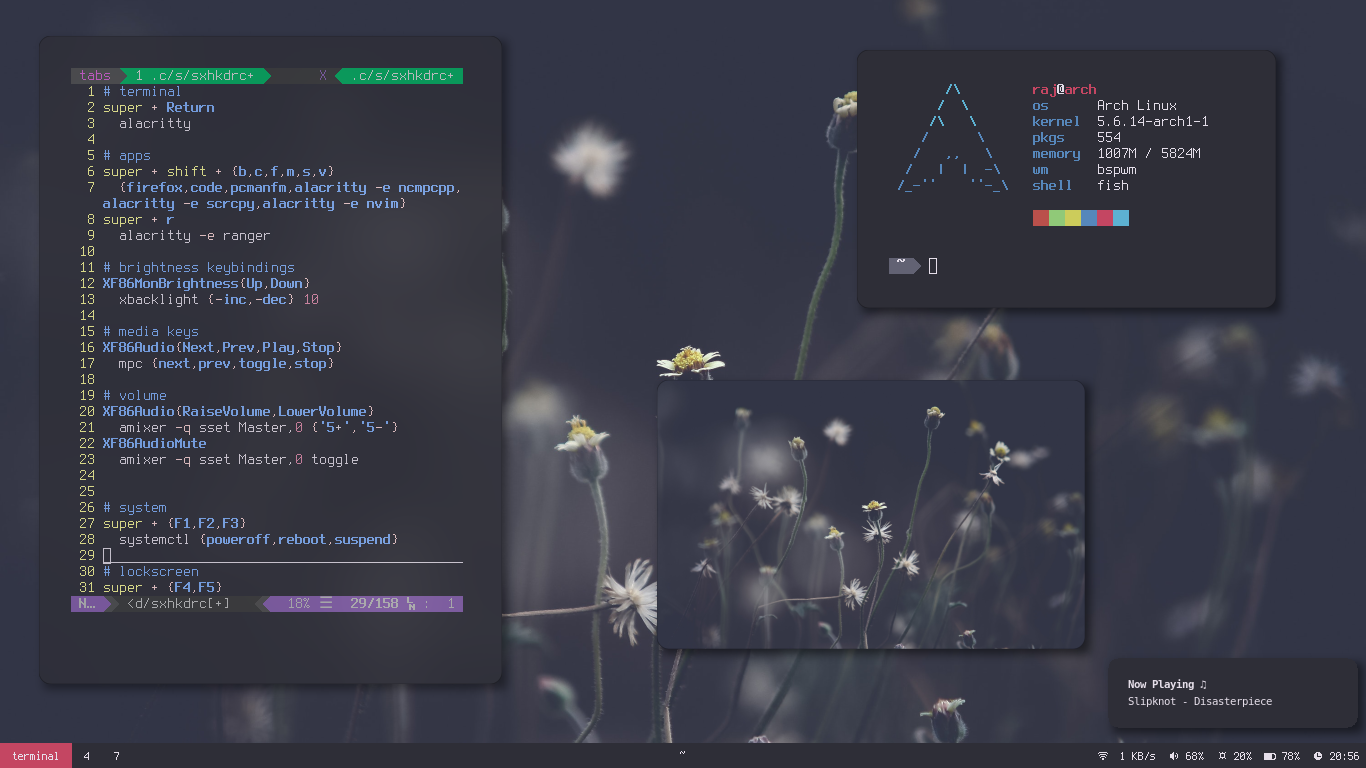 tabs 1 .c/s/sxhkdrc+ X .c/s/sxhkdrc+
1 # terminal
2 super + Return
3 alacritty
4
5 # apps
6 super + shift + {b,c,f,m,s,v}
7 {firefox,code,pcmanfm,alacritty -e ncmpcpp,
alacritty -e scrcpy,alacritty -e nvim}
8 super + r
9 alacritty -e ranger
10
11 # brightness keybindings
12 XF86MonBrightness{Up,Down}
13 xbacklight {-inc,-dec} 10
14
15 # media keys
16 XF86Audio{Next,Prev,Play,Stop}
17 mpc {next,prev,toggle,stop}
18
19 # volume
20 XF86Audio{RaiseVolume,LowerVolume}
21 amixer -q sset Master,0 {'5+','5-'}
22 XF86AudioMute
23 amixer -q sset Master,0 toggle
24
25
26 # system
27 super + {F1,F2,F3}
28 systemctl {poweroff,reboot,suspend}
29
30 # lockscreen
31 super + {F4,F5}
N… <d/sxhkdrc[+] 18% ☰ 29/158 ㏑ : 1
raj@arch
os Arch Linux
kernel 5.6.14-arch1-1
pkgs 554
memory 1007M / 5824M
wm bspwm
shell fish
~
Now Playing ♫
Slipknot - Disasterpiece
terminal 4 7 ~ 1 KB/s 68% 20% 78% 20:56